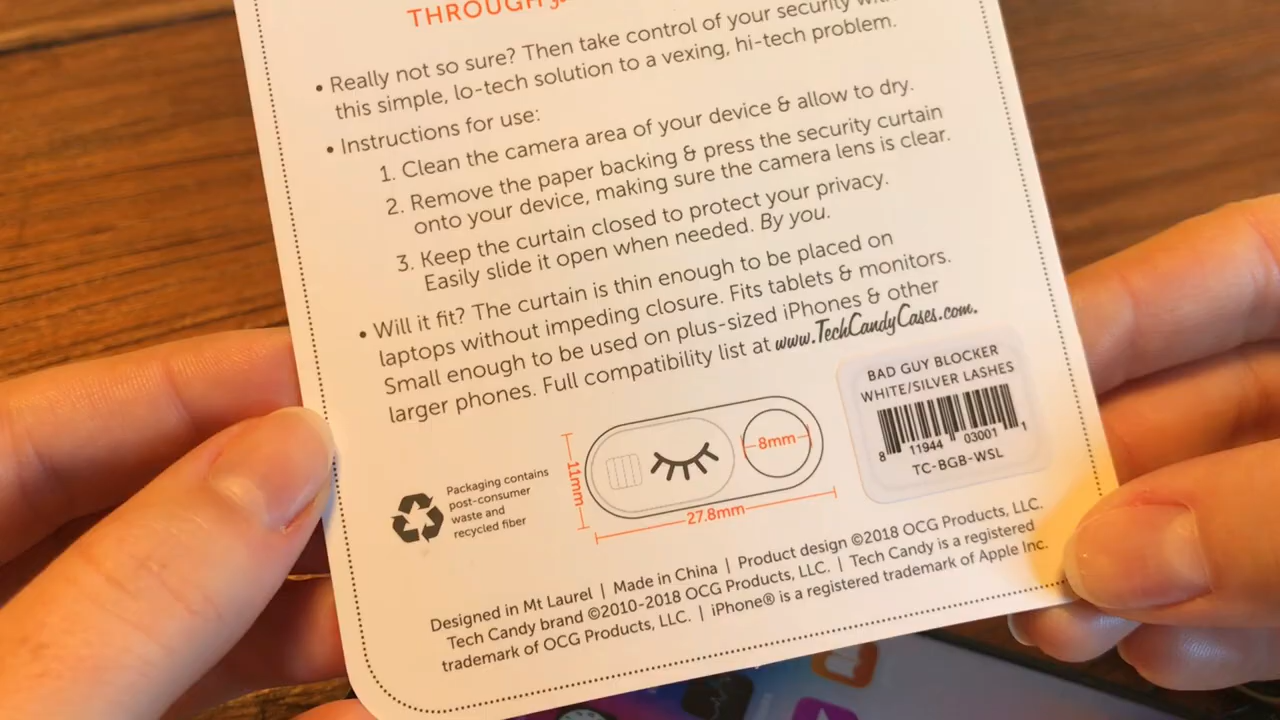 THROUGH
• Really not so sure? Then take control of your security with
this simple, lo-tech solution to a vexing, hi-tech problem.
• Instructions for use:
1. Clean the camera area of your device & allow to dry.
2. Remove the paper backing & press the security curtain
onto your device, making sure the camera lens is clear.
3. Keep the curtain closed to protect your privacy.
Easily slide it open when needed. By you.
• Will it fit? The curtain is thin enough to be placed on
laptops without impeding closure. Fits tablets & monitors.
Small enough to be used on plus-sized iPhones & other
larger phones. Full compatibility list at www.TechCandyCases.com.
Packaging contains
post-consumer
waste and
recycled fiber
11mm
8mm
27.8mm
BAD GUY BLOCKER
WHITE/SILVER LASHES
8 11944 03001 1
TC-BGB-WSL
Designed in Mt Laurel | Made in China | Product design ©2018 OCG Products, LLC.
Tech Candy brand ©2010-2018 OCG Products, LLC. | Tech Candy is a registered
trademark of OCG Products, LLC. | iPhone® is a registered trademark of Apple Inc.